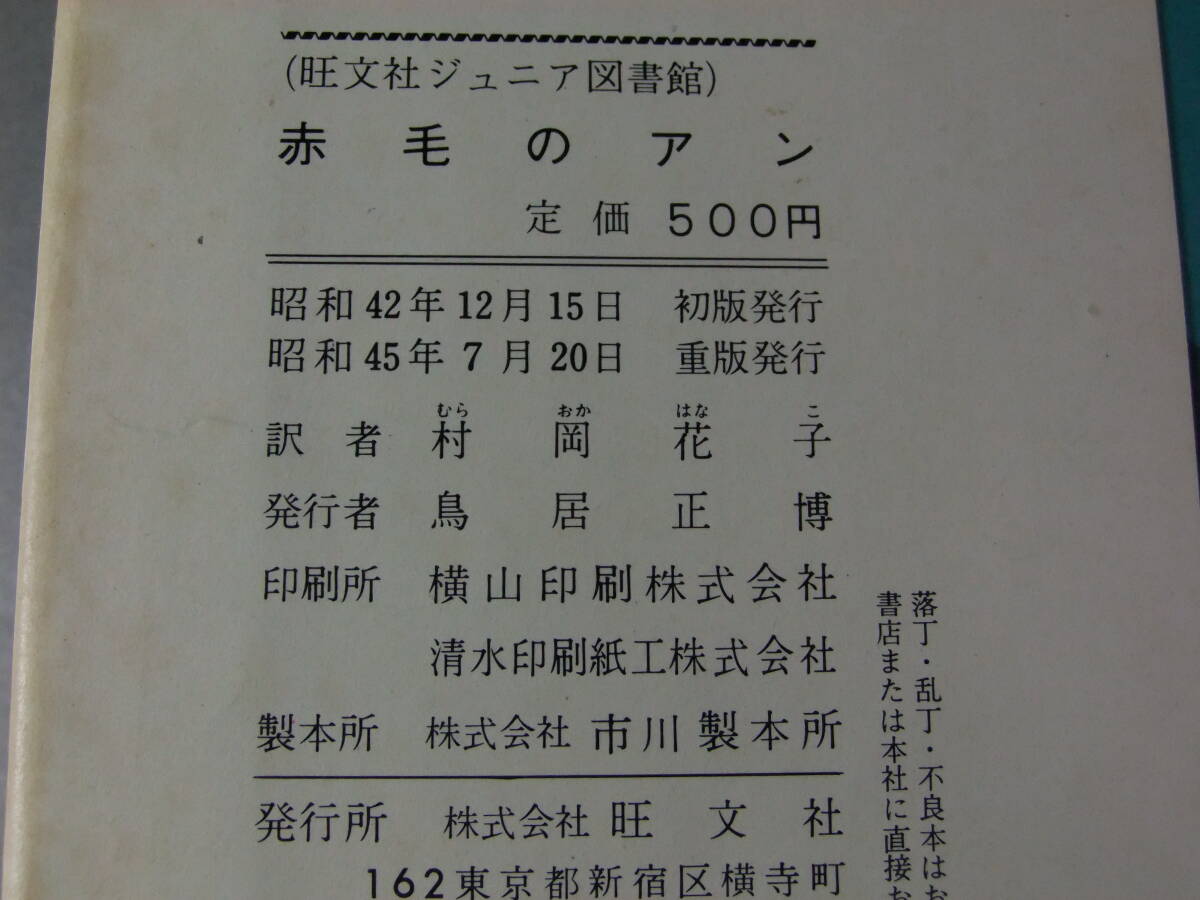 (旺文社ジュニア図書館)
赤毛のアン
定価 500円
昭和42年12月15日 初版発行
昭和45年7月20日 重版発行
訳者 村岡花子
むら おか はな こ
発行者 鳥居正博
印刷所 横山印刷株式会社
清水印刷紙工株式会社
製本所 株式会社 市川製本所
発行所 株式会社 旺文社
162東京都新宿区横寺町
落丁・乱丁・不良本はお
書店または本社に直接お